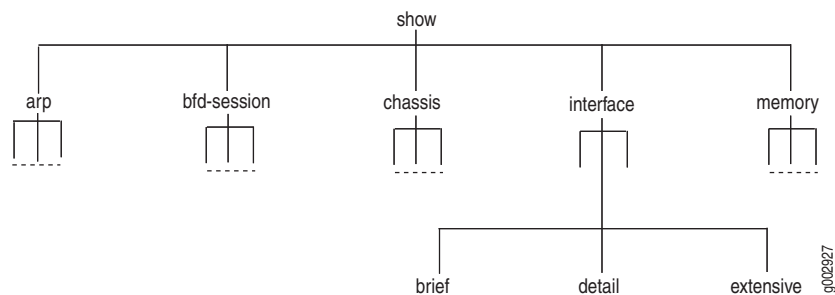 show
arp
bfd-session
chassis
interface
memory
brief
detail
extensive
g002927